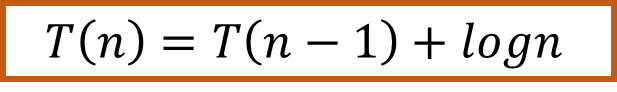 T(n) = T(n − 1) + logn